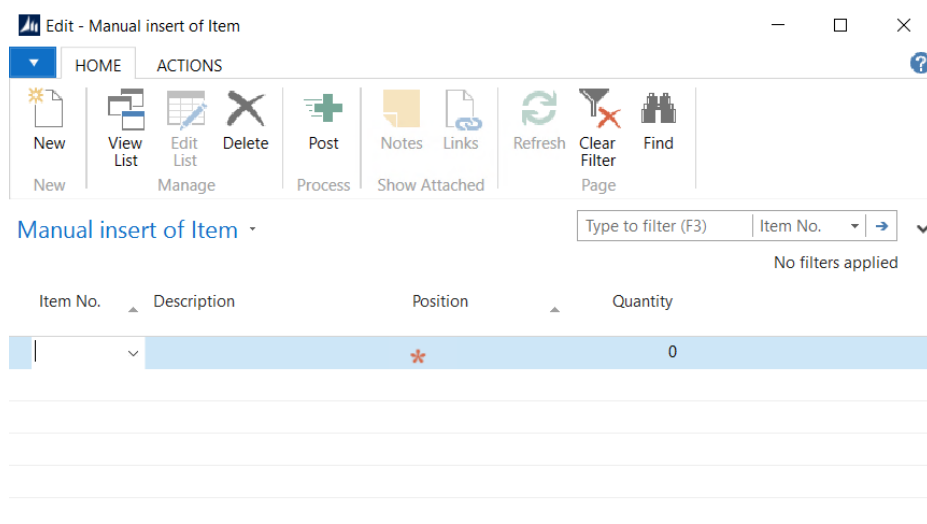 Edit - Manual insert of Item
HOME ACTIONS
New View List Edit List Delete Post Notes Links Refresh Clear Filter Find
New Manage Process Show Attached Page
Manual insert of Item
Type to filter (F3) Item No.
No filters applied
Item No. Description Position Quantity
* 0